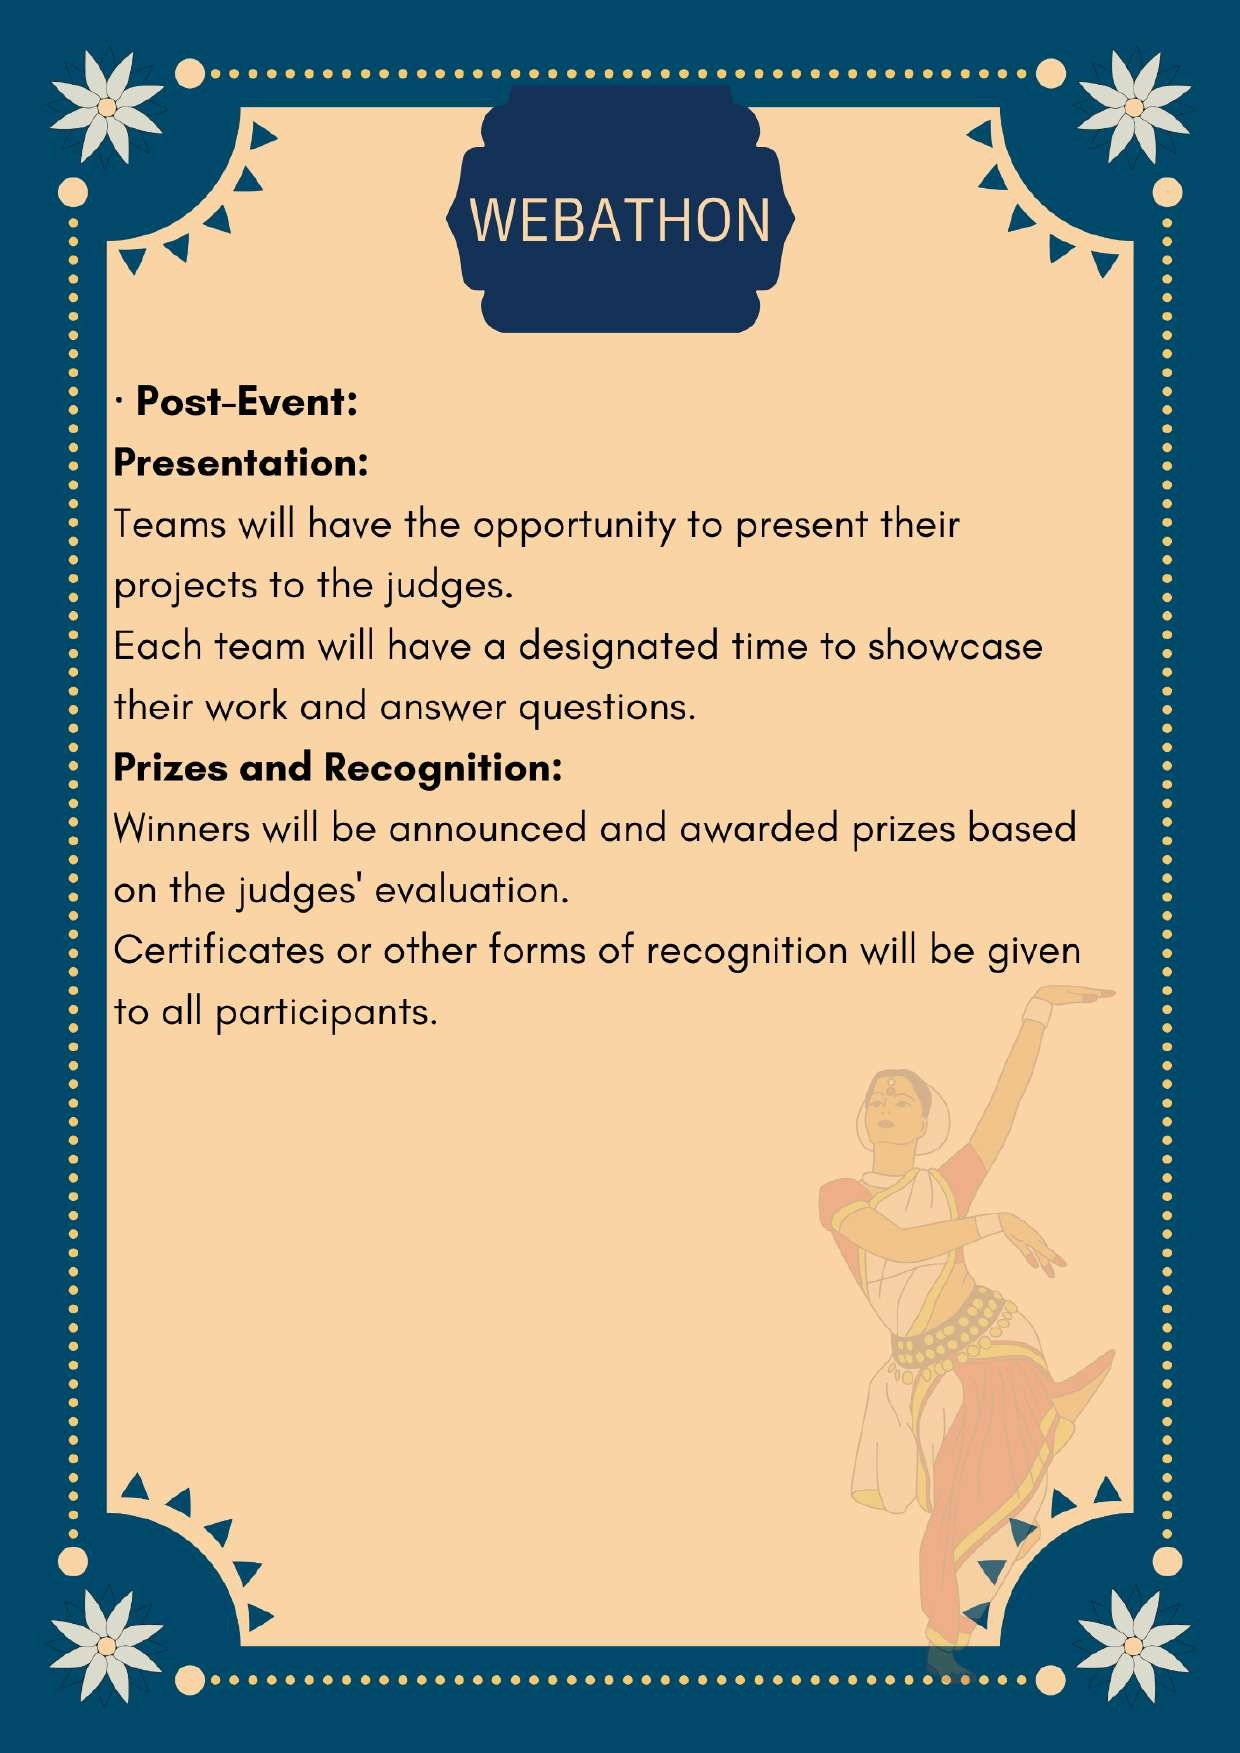 WEBATHON
· Post-Event:
Presentation:
Teams will have the opportunity to present their
projects to the judges.
Each team will have a designated time to showcase
their work and answer questions.
Prizes and Recognition:
Winners will be announced and awarded prizes based
on the judges' evaluation.
Certificates or other forms of recognition will be given
to all participants.